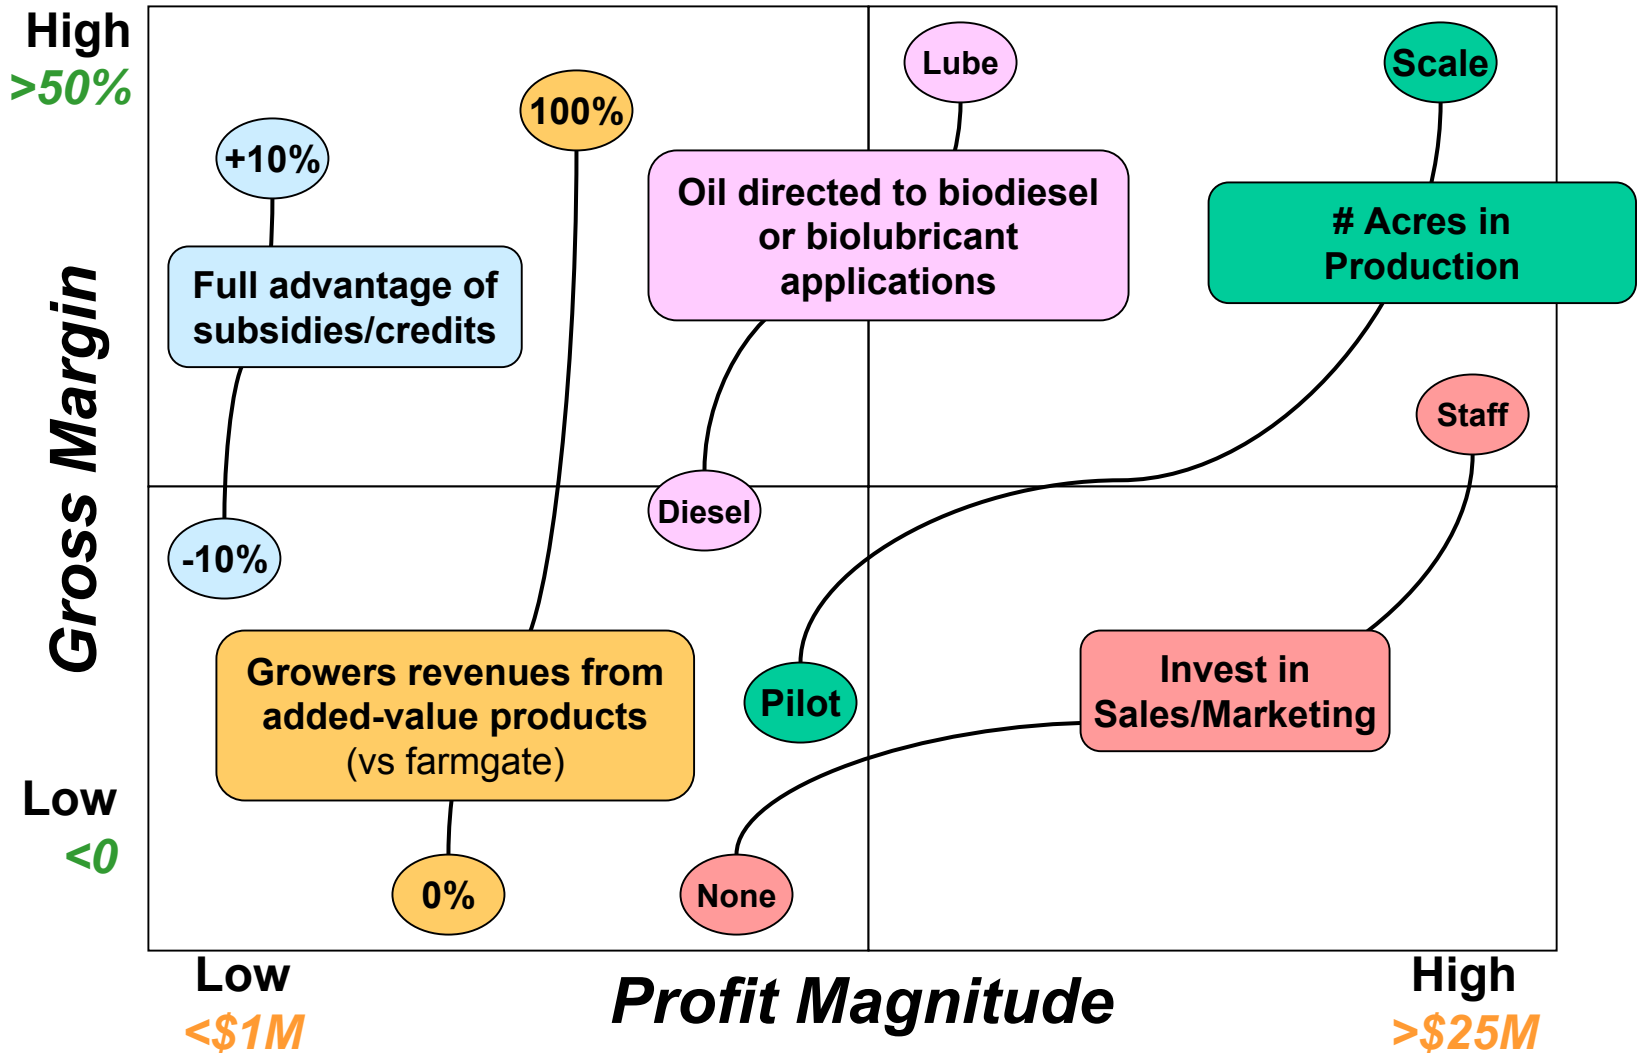 High
>50%
Lube
Scale
100%
+10%
Oil directed to biodiesel
or biolubricant
applications
# Acres in
Production
Full advantage of
subsidies/credits
Gross Margin
Staff
Diesel
-10%
Growers revenues from
added-value products
(vs farmgate)
Pilot
Invest in
Sales/Marketing
Low
<0
0%
None
Low
<$1M
Profit Magnitude
High
>$25M